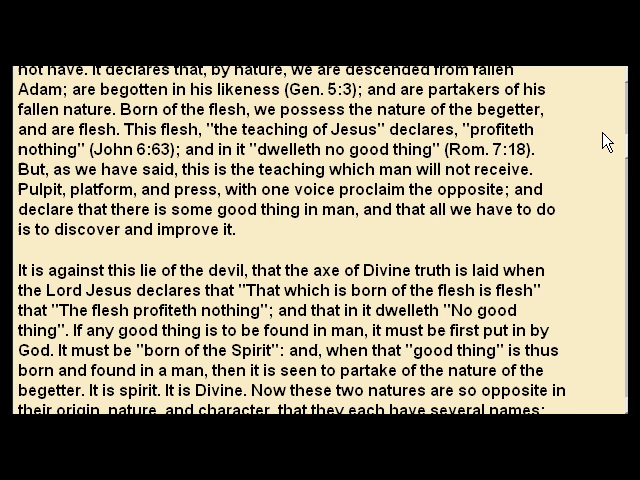 not have. It declares that, by nature, we are descended from fallen
Adam; are begotten in his likeness (Gen. 5:3); and are partakers of his
fallen nature. Born of the flesh, we possess the nature of the begetter,
and are flesh. This flesh, "the teaching of Jesus" declares, "profiteth
nothing" (John 6:63); and in it "dwelleth no good thing" (Rom. 7:18).
But, as we have said, this is the teaching which man will not receive.
Pulpit, platform, and press, with one voice proclaim the opposite; and
declare that there is some good thing in man, and that all we have to do
is to discover and improve it.
It is against this lie of the devil, that the axe of Divine truth is laid when
the Lord Jesus declares that "That which is born of the flesh is flesh"
that "The flesh profiteth nothing"; and that in it dwelleth "No good
thing". If any good thing is to be found in man, it must be first put in by
God. It must be "born of the Spirit": and, when that "good thing" is thus
born and found in a man, then it is seen to partake of the nature of the
begetter. It is spirit. It is Divine. Now these two natures are so opposite in
their origin, nature, and character, that they each have several names: